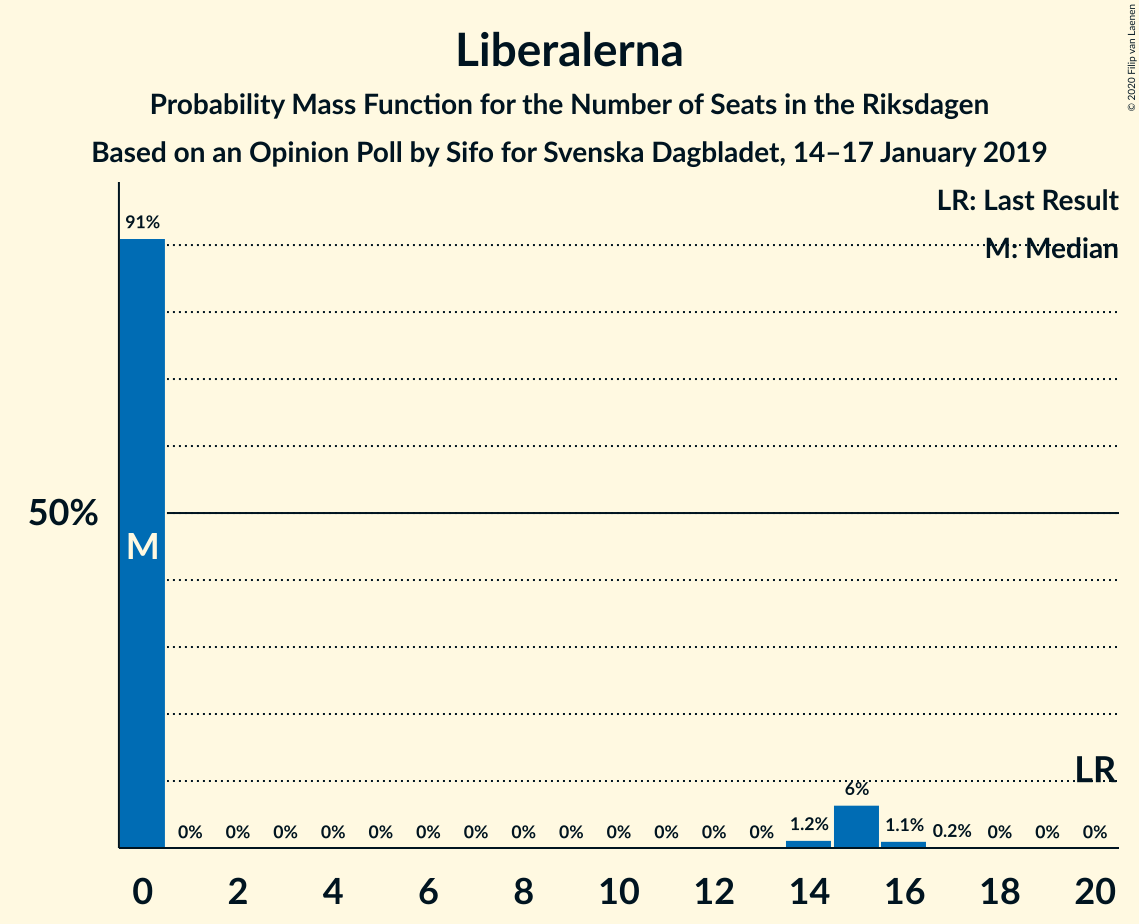 © 2020 Filip van Laenen
Liberalerna
Probability Mass Function for the Number of Seats in the Riksdagen
Based on an Opinion Poll by Sifo for Svenska Dagbladet, 14–17 January 2019
LR: Last Result
M: Median
91%
50%
M
LR
0% 0% 0% 0% 0% 0% 0% 0% 0% 0% 0% 0% 0% 1.2% 6% 1.1% 0.2% 0% 0% 0%
0 2 4 6 8 10 12 14 16 18 20